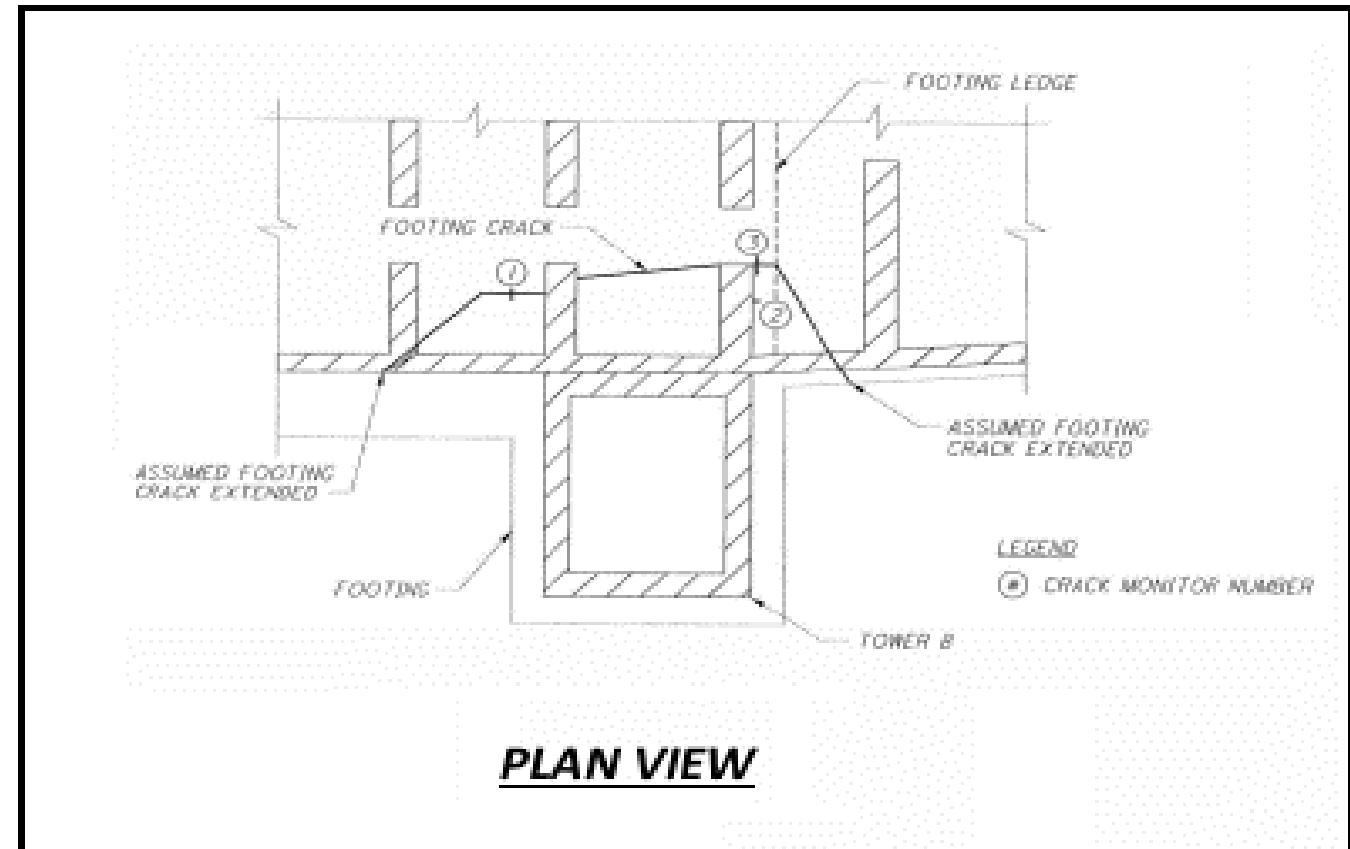 FOOTING LEDGE
FOOTING CRACK
3
1
2
ASSUMED FOOTING
CRACK EXTENDED
ASSUMED FOOTING
CRACK EXTENDED
LEGEND
# CRACK MONITOR NUMBER
FOOTING
TOWER B
PLAN VIEW